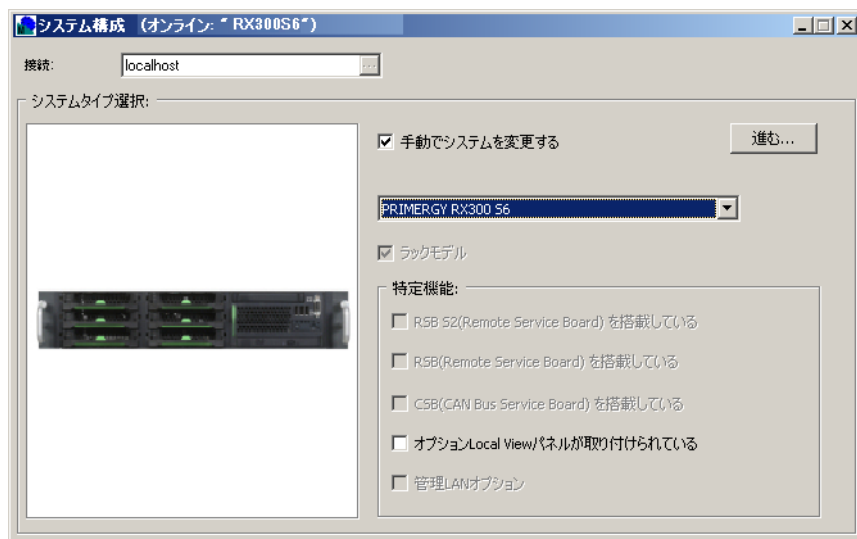 システム構成 (オンライン: " RX300S6")
接続:
localhost
...
システムタイプ選択:
手動でシステムを変更する
進む...
PRIMERGY RX300 S6
ラックモデル
特定機能:
RSB S2(Remote Service Board) を搭載している
RSB(Remote Service Board) を搭載している
CSB(CAN Bus Service Board) を搭載している
オプションLocal Viewパネルが取り付けられている
管理LANオプション